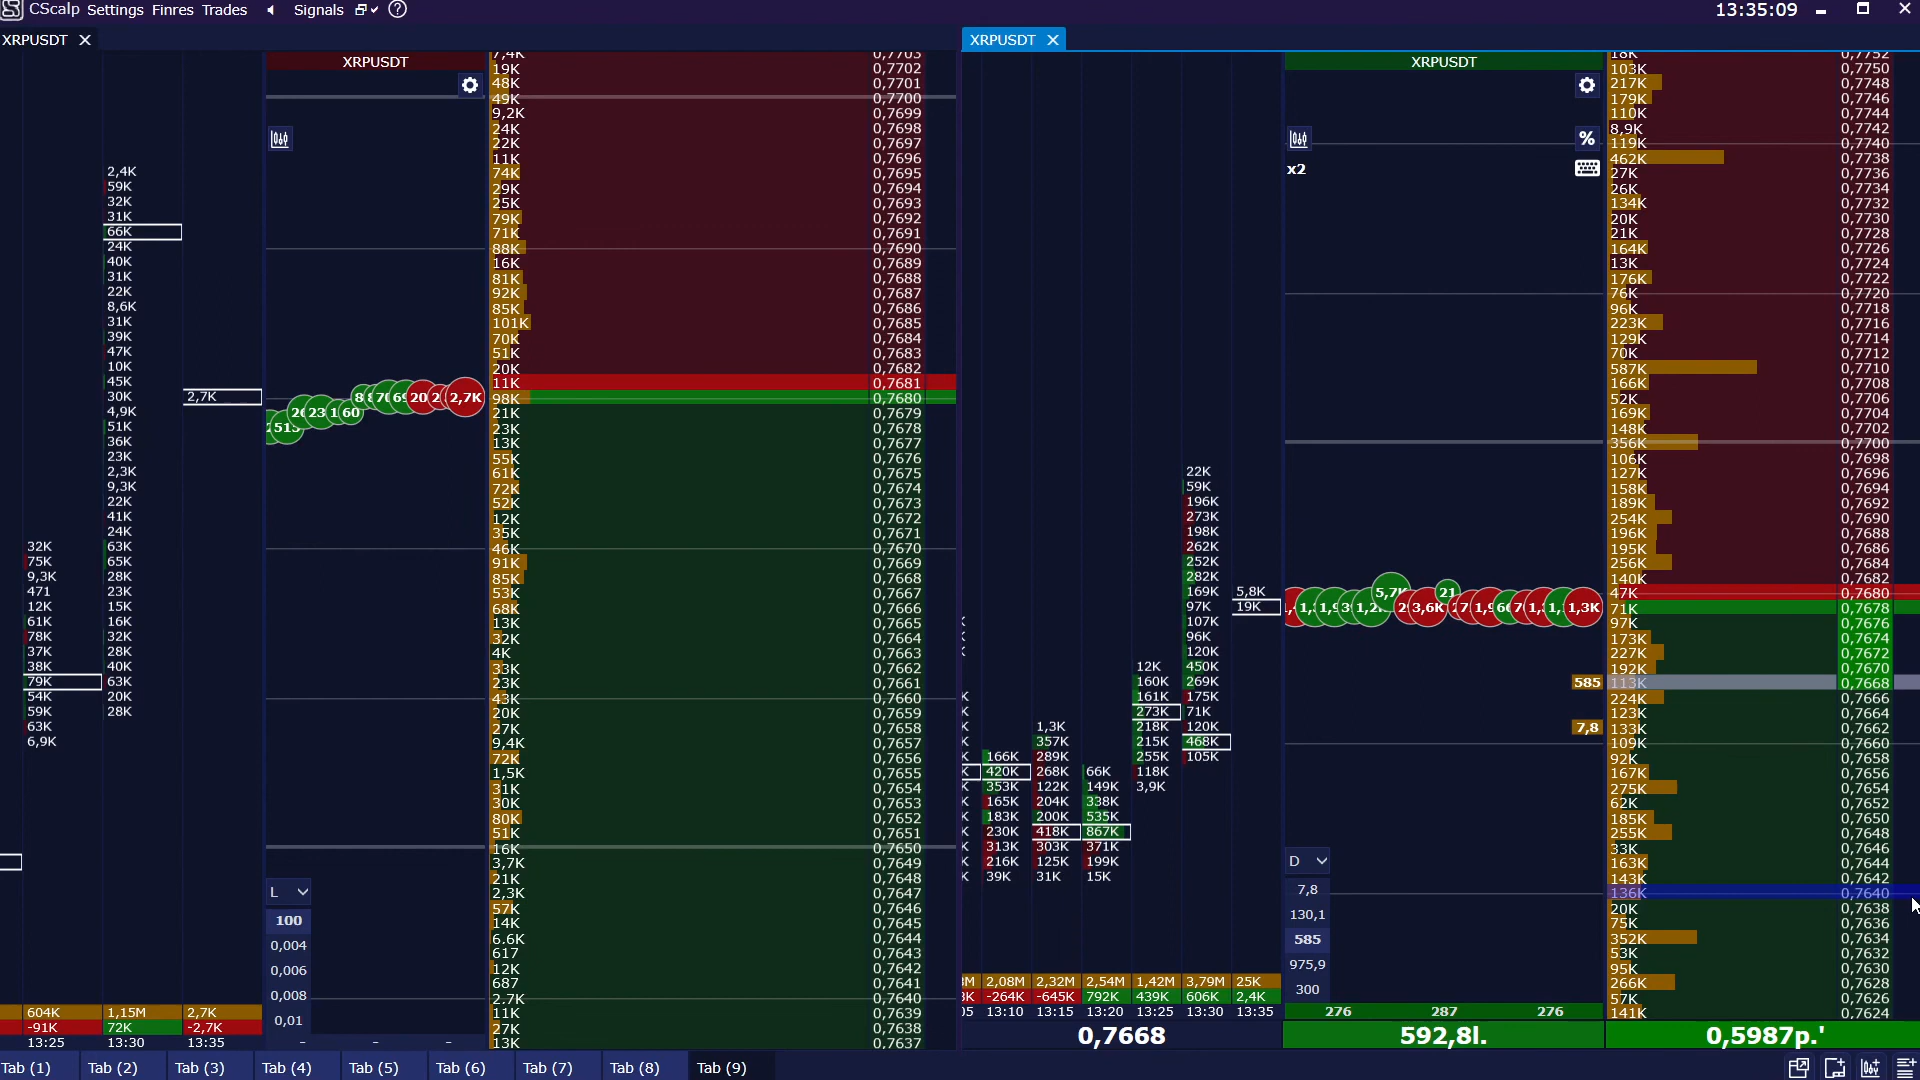 CScalp Settings Finres Trades Signals ? 13:35:09
XRPUSDT
XRPUSDT
2,4K
59K
32K
31K
66K
24K
40K
31K
22K
8,6K
31K
39K
47K
10K
45K
30K
4,9K
51K
36K
23K
2,3K
9,3K
22K
41K
24K
63K
65K
28K
23K
15K
16K
32K
28K
40K
63K
20K
28K
32K
75K
9,3K
471
12K
61K
78K
37K
38K
79K
54K
59K
63K
6,9K
2,7K
604K 1,15M 2,7K
-91K 72K -2,7K
13:25 13:30 13:35
XRPUSDT
2,7K
L
100
0,004
0,006
0,008
0,01
- - -
7,4K 0,7703
19K 0,7702
48K 0,7701
49K 0,7700
9,2K 0,7699
24K 0,7698
22K 0,7697
11K 0,7696
74K 0,7695
29K 0,7694
25K 0,7693
79K 0,7692
71K 0,7691
88K 0,7690
16K 0,7689
81K 0,7688
92K 0,7687
85K 0,7686
101K 0,7685
70K 0,7684
51K 0,7683
20K 0,7682
11K 0,7681
98K 0,7680
21K 0,7679
23K 0,7678
13K 0,7677
55K 0,7676
61K 0,7675
72K 0,7674
52K 0,7673
12K 0,7672
35K 0,7671
46K 0,7670
91K 0,7669
85K 0,7668
53K 0,7667
68K 0,7666
13K 0,7665
32K 0,7664
4K 0,7663
33K 0,7662
23K 0,7661
43K 0,7660
20K 0,7659
27K 0,7658
9,4K 0,7657
72K 0,7656
1,5K 0,7655
31K 0,7654
30K 0,7653
80K 0,7652
51K 0,7651
16K 0,7650
3,7K 0,7649
21K 0,7648
2,3K 0,7647
57K 0,7646
14K 0,7645
6.6K 0,7644
617 0,7643
12K 0,7642
687 0,7641
2.7K 0,7640
11K 0,7639
27K 0,7638
13K 0,7637
166K
420K
353K
165K
183K
230K
313K
216K
39K
1,3K
357K
289K
268K
122K
204K
200K
418K
303K
125K
31K
66K
149K
338K
535K
867K
371K
199K
15K
12K
160K
161K
273K
218K
215K
255K
118K
3,9K
22K
59K
196K
273K
198K
262K
252K
282K
169K
97K
107K
96K
120K
450K
269K
175K
71K
120K
468K
105K
5,8K
19K
2,08M 2,32M 2,54M 1,42M 3,79M 25K
-264K -645K 792K 439K 606K 2,4K
13:10 13:15 13:20 13:25 13:30 13:35
XRPUSDT
%
x2
5,7K 3,6K 21 1,3K
585
7,8
D
7,8
130,1
585
975,9
300
276 287 276
18K 0,7752
103K 0,7750
217K 0,7748
179K 0,7746
110K 0,7744
8,9K 0,7742
119K 0,7740
462K 0,7738
27K 0,7736
26K 0,7734
134K 0,7732
20K 0,7730
21K 0,7728
164K 0,7726
13K 0,7724
176K 0,7722
76K 0,7720
96K 0,7718
223K 0,7716
129K 0,7714
70K 0,7712
587K 0,7710
166K 0,7708
52K 0,7706
169K 0,7704
148K 0,7702
356K 0,7700
106K 0,7698
127K 0,7696
158K 0,7694
189K 0,7692
254K 0,7690
196K 0,7688
195K 0,7686
256K 0,7684
140K 0,7682
47K 0,7680
71K 0,7678
97K 0,7676
173K 0,7674
227K 0,7672
192K 0,7670
113K 0,7668
224K 0,7666
123K 0,7664
133K 0,7662
109K 0,7660
92K 0,7658
167K 0,7656
275K 0,7654
62K 0,7652
185K 0,7650
255K 0,7648
33K 0,7646
163K 0,7644
143K 0,7642
136K 0,7640
20K 0,7638
75K 0,7636
352K 0,7634
53K 0,7632
95K 0,7630
266K 0,7628
57K 0,7626
141K 0,7624
0,7668 592,8l. 0,5987p.'
Tab (1) Tab (2) Tab (3) Tab (4) Tab (5) Tab (6) Tab (7) Tab (8) Tab (9)